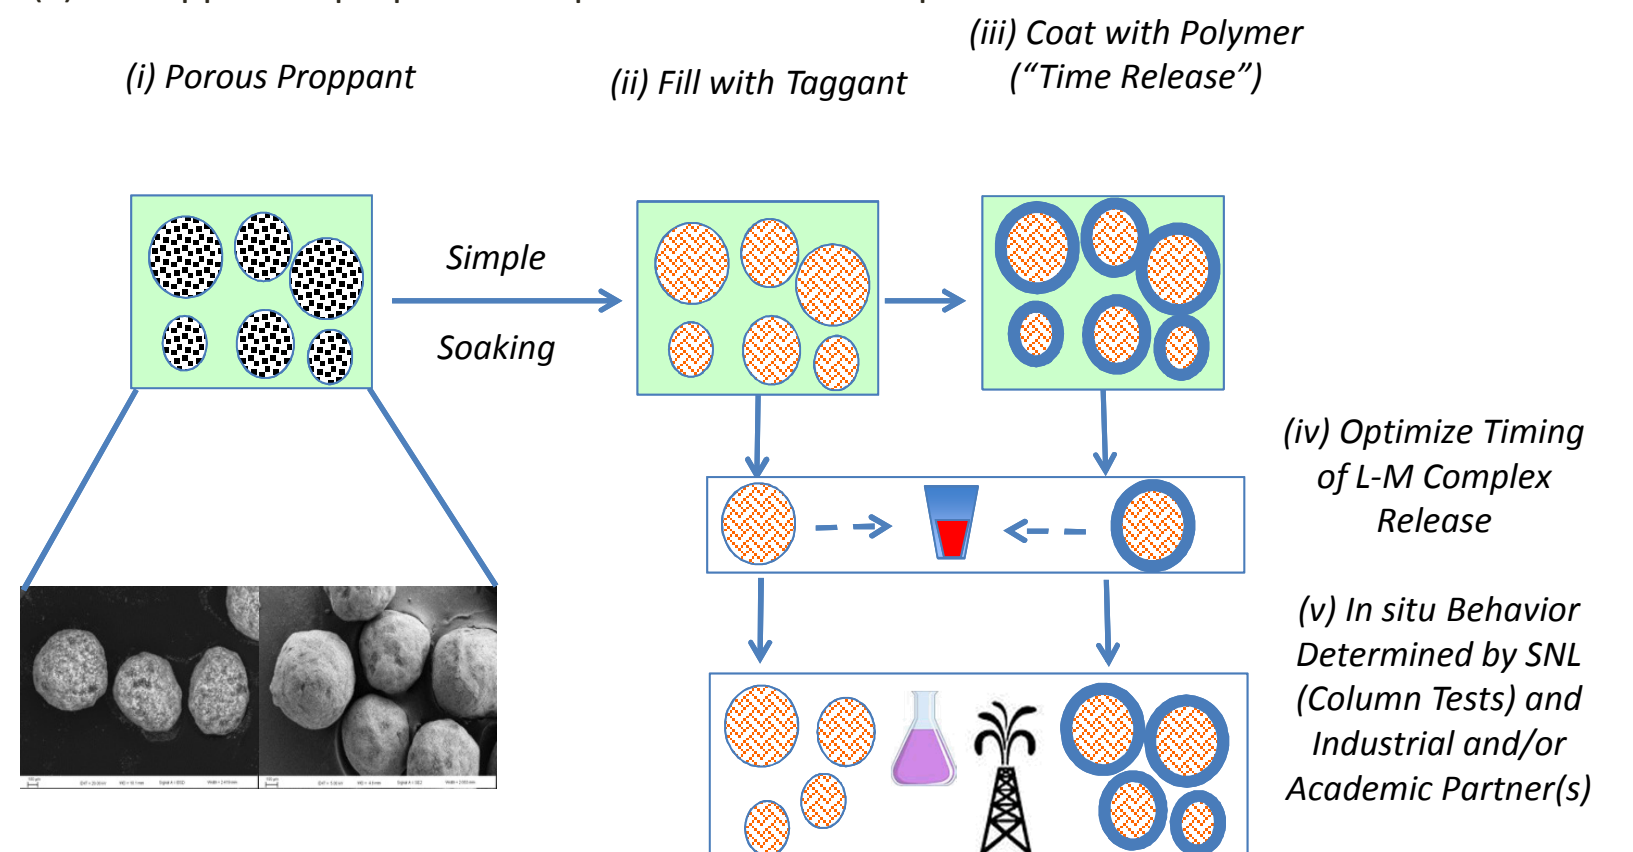 (iii) Coat with Polymer
(“Time Release”)
(i) Porous Proppant
(ii) Fill with Taggant
Simple
Soaking
(iv) Optimize Timing
of L-M Complex
Release
(v) In situ Behavior
Determined by SNL
(Column Tests) and
Industrial and/or
Academic Partner(s)